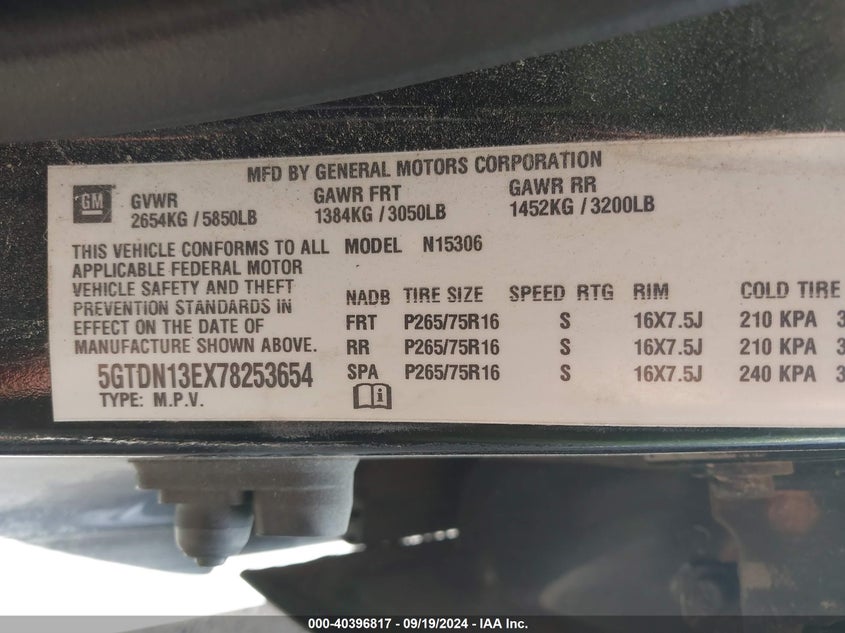 MFD BY GENERAL MOTORS CORPORATION
GM
GVWR GAWR FRT GAWR RR
2654KG / 5850LB 1384KG / 3050LB 1452KG / 3200LB
THIS VEHICLE CONFORMS TO ALL
APPLICABLE FEDERAL MOTOR
VEHICLE SAFETY AND THEFT
PREVENTION STANDARDS IN
EFFECT ON THE DATE OF
MANUFACTURE SHOWN ABOVE.
5GTDN13EX78253654
TYPE: M.P.V.
MODEL N15306
NADB TIRE SIZE SPEED RTG RIM COLD TIRE
FRT P265/75R16 S 16X7.5J 210 KPA 3
RR P265/75R16 S 16X7.5J 210 KPA 3
SPA P265/75R16 S 16X7.5J 240 KPA 3
i
000-40396817 - 09/19/2024 - IAA Inc.